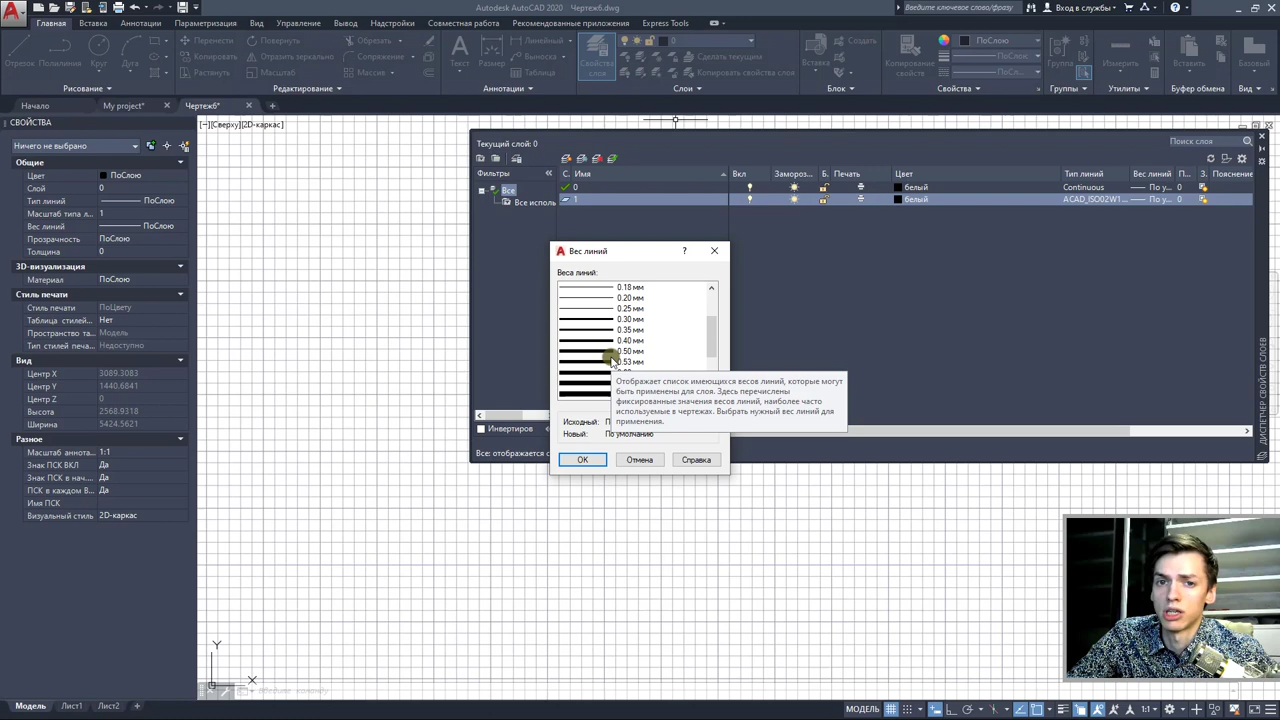 Autodesk AutoCAD 2020 Чертеж6.dwg
Введите ключевое слово/фразу
Вход в службы
Главная Вставка Аннотации Параметризация Вид Управление Вывод Надстройки Совместная работа Рекомендованные приложения Express Tools
Отрезок Полилиния Круг Дуга
Перенести Повернуть Обрезать
Копировать Отразить зеркально Сопряжение
Растянуть Масштаб Массив
Текст Размер
Линейный
Выноска
Таблица
Свойства слоя
0
Сделать текущим
Копировать свойства слоя
Вставка
Создать
Копирование свойств
ПоСлою
ПоСл...
Группа
Измерить
Вставить
Базовый
Рисование Редактирование Аннотации Слои Блок Свойства Группы Утилиты Буфер обмена Вид
Начало My project* Чертеж6*
СВОЙСТВА
Ничего не выбрано
Общие
Цвет ПоСлою
Слой 0
Тип линий ПоСлою
Масштаб типа л... 1
Вес линий ПоСлою
Прозрачность ПоСлою
Толщина 0
3D-визуализация
Материал ПоСлою
Стиль печати
Стиль печати ПоЦвету
Таблица стилей... Нет
Пространство та... Модель
Тип стилей печат... Недоступно
Вид
Центр X 3089.3083
Центр Y 1440.6841
Центр Z 0
Высота 2568.9318
Ширина 5424.5621
Разное
Масштаб аннота... 1:1
Знак ПСК ВКЛ Да
Знак ПСК в нач.... Да
ПСК в каждом В... Да
Имя ПСК
Визуальный стиль 2D-каркас
[−][Сверху][2D-каркас]
Текущий слой: 0
Поиск слоя
Фильтры
Все
Все исполь
С. Имя Вкл Замороз... Б. Печать Цвет Тип линий Вес линий П... З. Пояснение
0 белый Continuous По у... 0
1 белый ACAD_ISO02W1... По у... 0
Инвертиров
Все: отображается с
ДИСПЕТЧЕР СВОЙСТВ СЛОЕВ
Вес линий
Веса линий:
0.18 мм
0.20 мм
0.25 мм
0.30 мм
0.35 мм
0.40 мм
0.50 мм
0.53 мм
Отображает список имеющихся весов линий, которые могут
быть применены для слоя. Здесь перечислены
фиксированные значения весов линий, наиболее часто
используемые в чертежах. Выбрать нужный вес линий для
применения.
Исходный: П
Новый: По умолчанию
OK Отмена Справка
Y
X
Введите команду
Модель Лист1 Лист2 +
МОДЕЛЬ
1:1